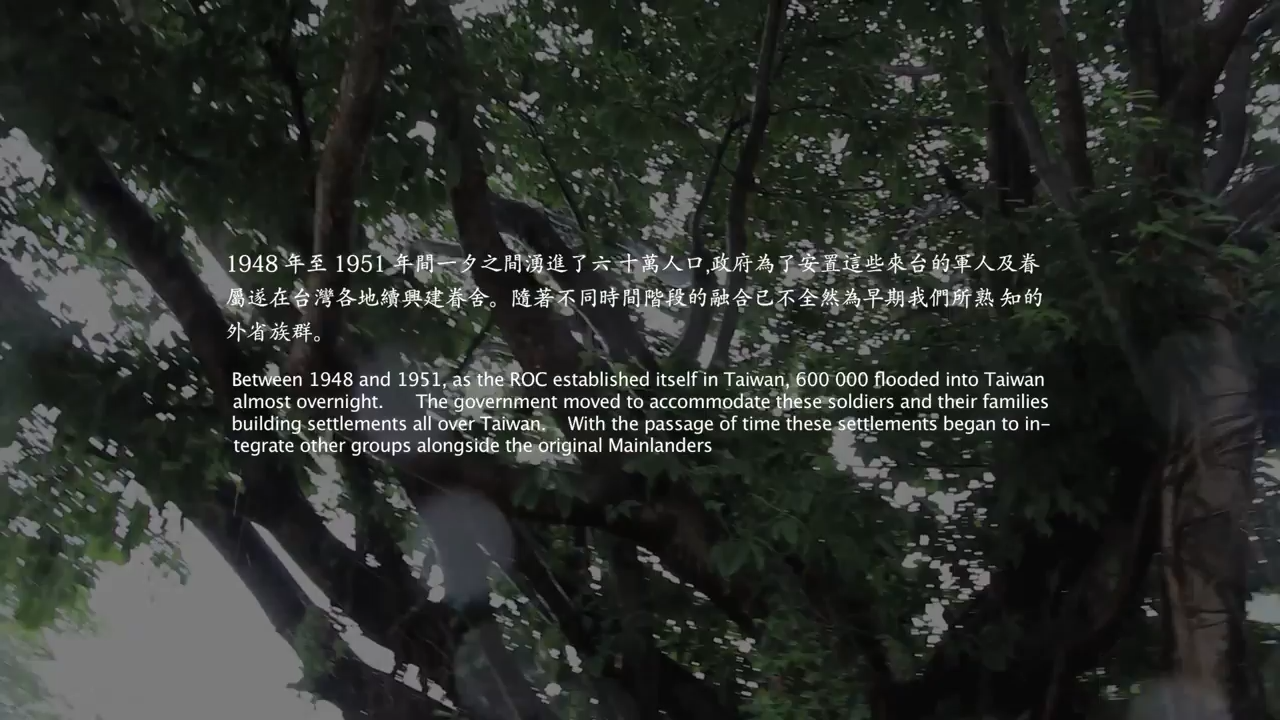 1948 年至 1951 年間一夕之間湧進了六十萬人口,政府為了安置這些來台的軍人及眷
屬遂在台灣各地續興建眷舍。隨著不同時間階段的融合已不全然為早期我們所熟知的
外省族群。
Between 1948 and 1951, as the ROC established itself in Taiwan, 600 000 flooded into Taiwan
almost overnight. The government moved to accommodate these soldiers and their families
building settlements all over Taiwan. With the passage of time these settlements began to in-
tegrate other groups alongside the original Mainlanders